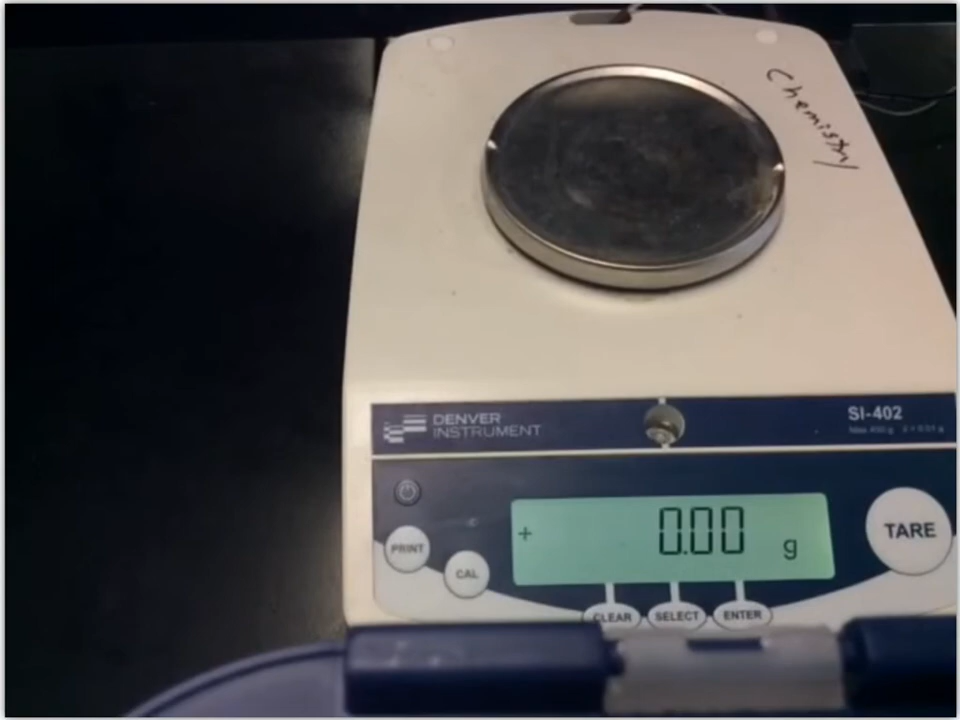 Chemistry
DENVER
INSTRUMENT
SI-402
+ 0.00 g
PRINT
CAL
TARE
CLEAR SELECT ENTER